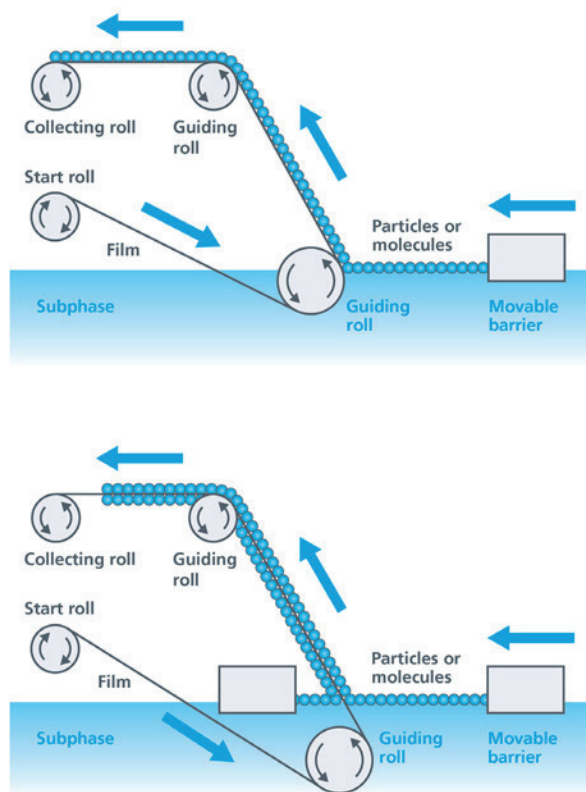 Collecting roll
Guiding
roll
Start roll
Film
Particles or
molecules
Subphase
Guiding
roll
Movable
barrier
Collecting roll
Guiding
roll
Start roll
Film
Particles or
molecules
Subphase
Guiding
roll
Movable
barrier